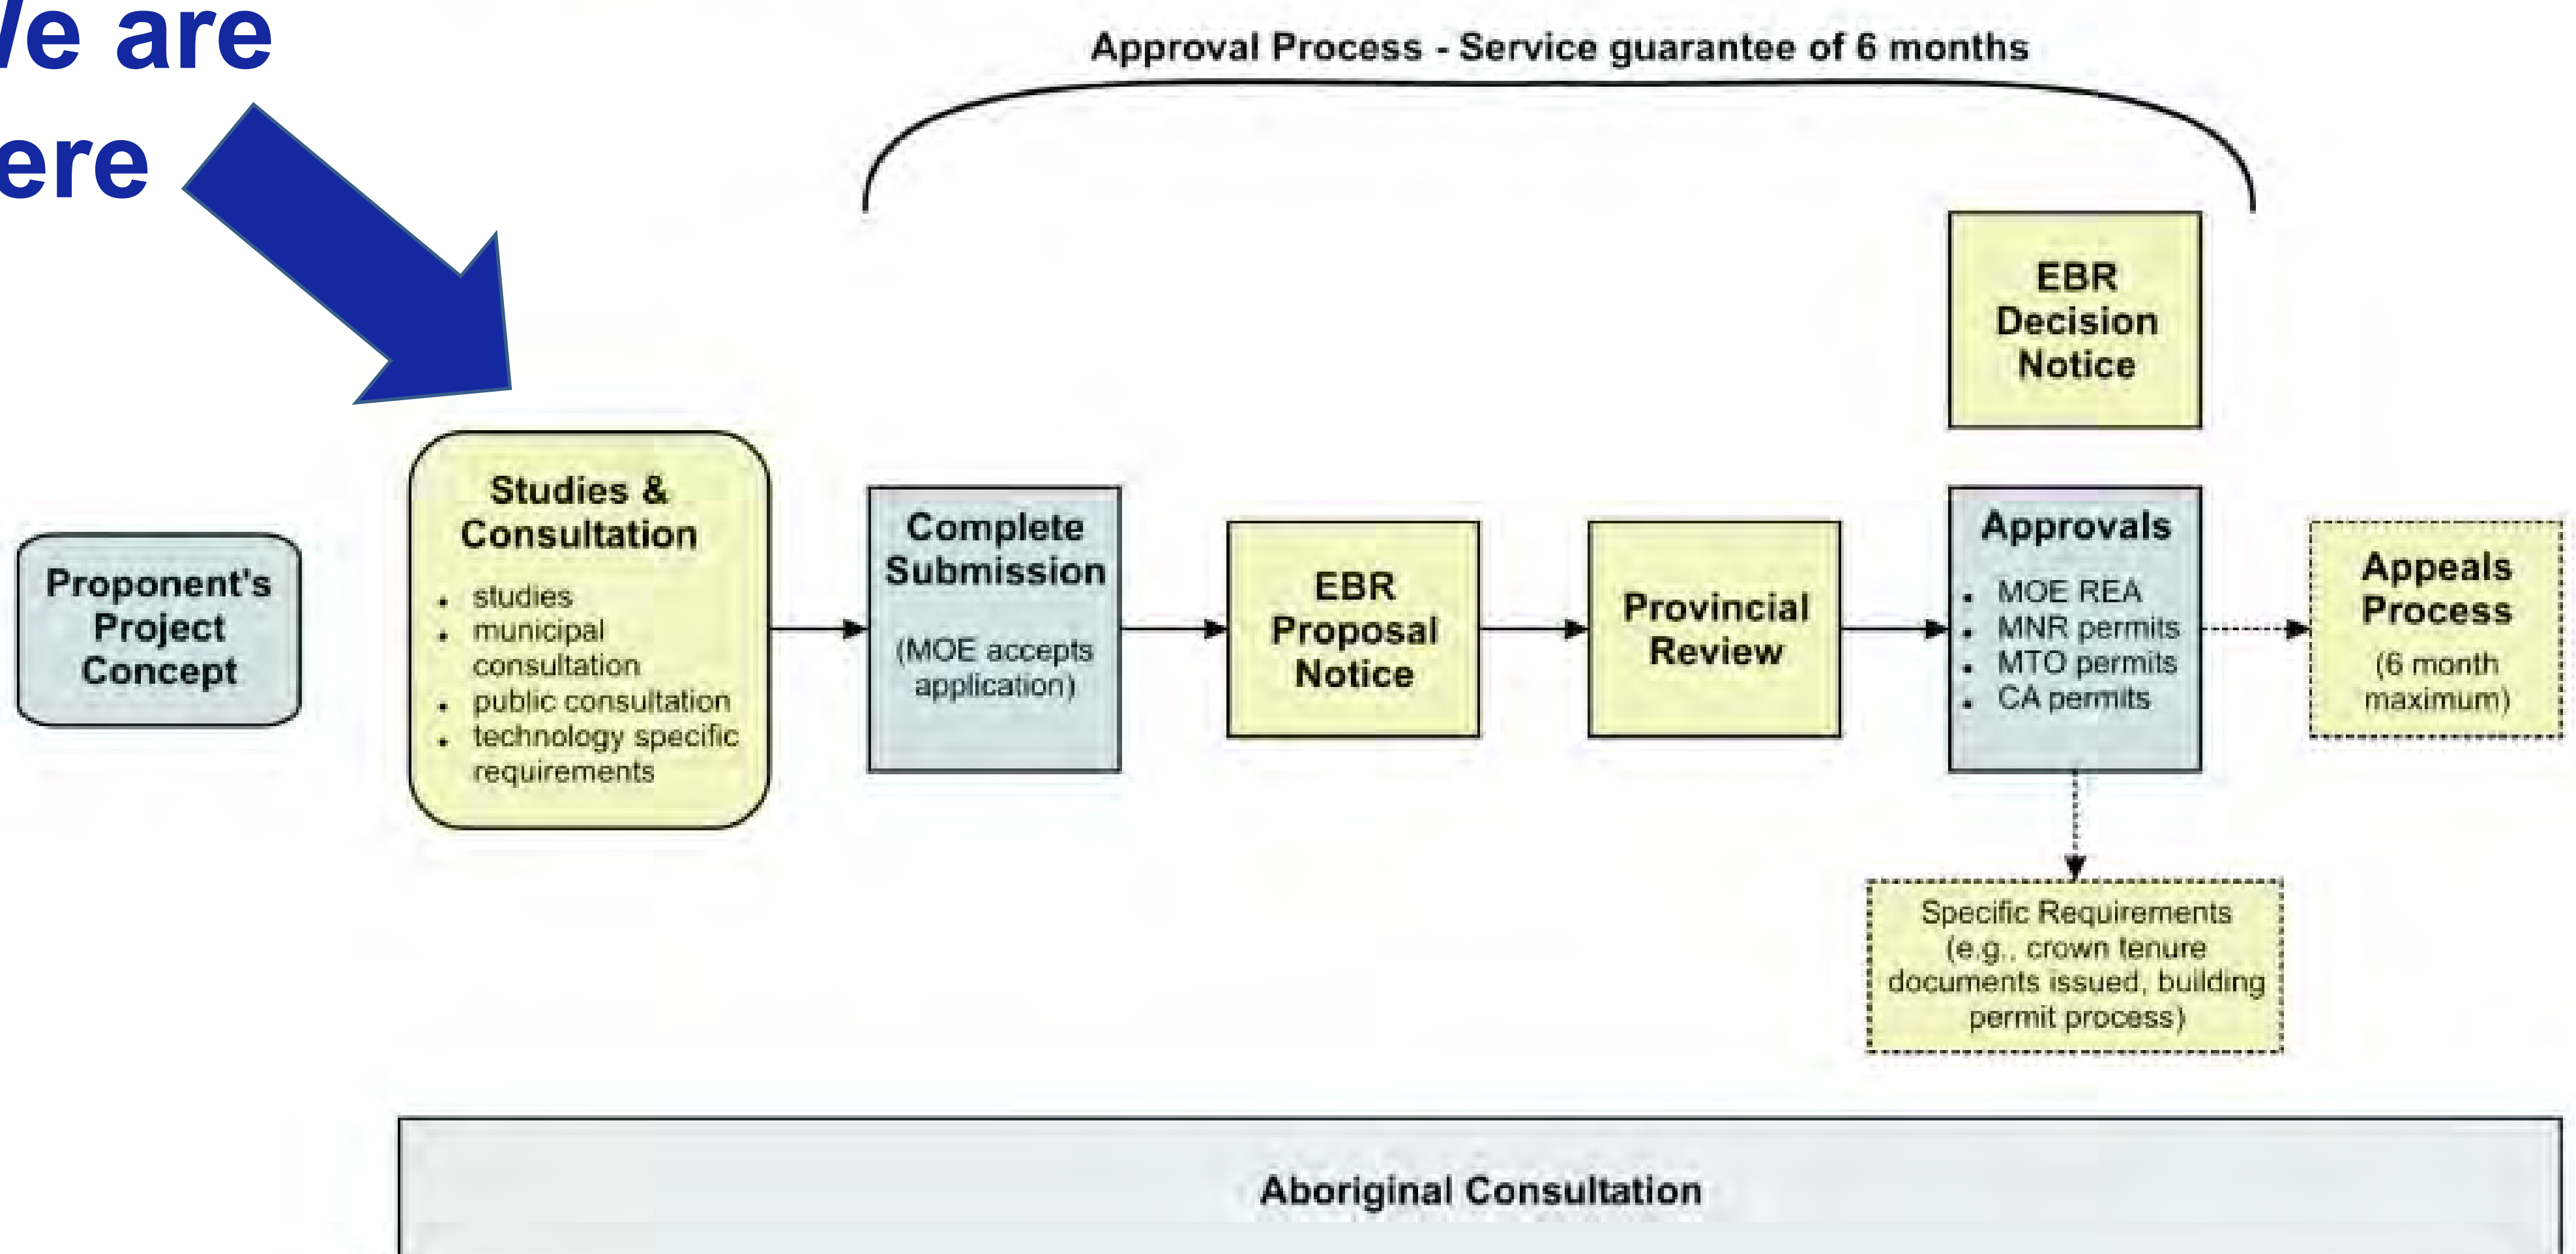 We are
ere
Approval Process - Service guarantee of 6 months
Proponent's
Project
Concept
Studies &
Consultation
• studies
• municipal
consultation
• public consultation
• technology specific
requirements
Complete
Submission
(MOE accepts
application)
EBR
Proposal
Notice
Provincial
Review
EBR
Decision
Notice
Approvals
• MOE REA
• MNR permits
• MTO permits
• CA permits
Appeals
Process
(6 month
maximum)
Specific Requirements
(e.g., crown tenure
documents issued, building
permit process)
Aboriginal Consultation